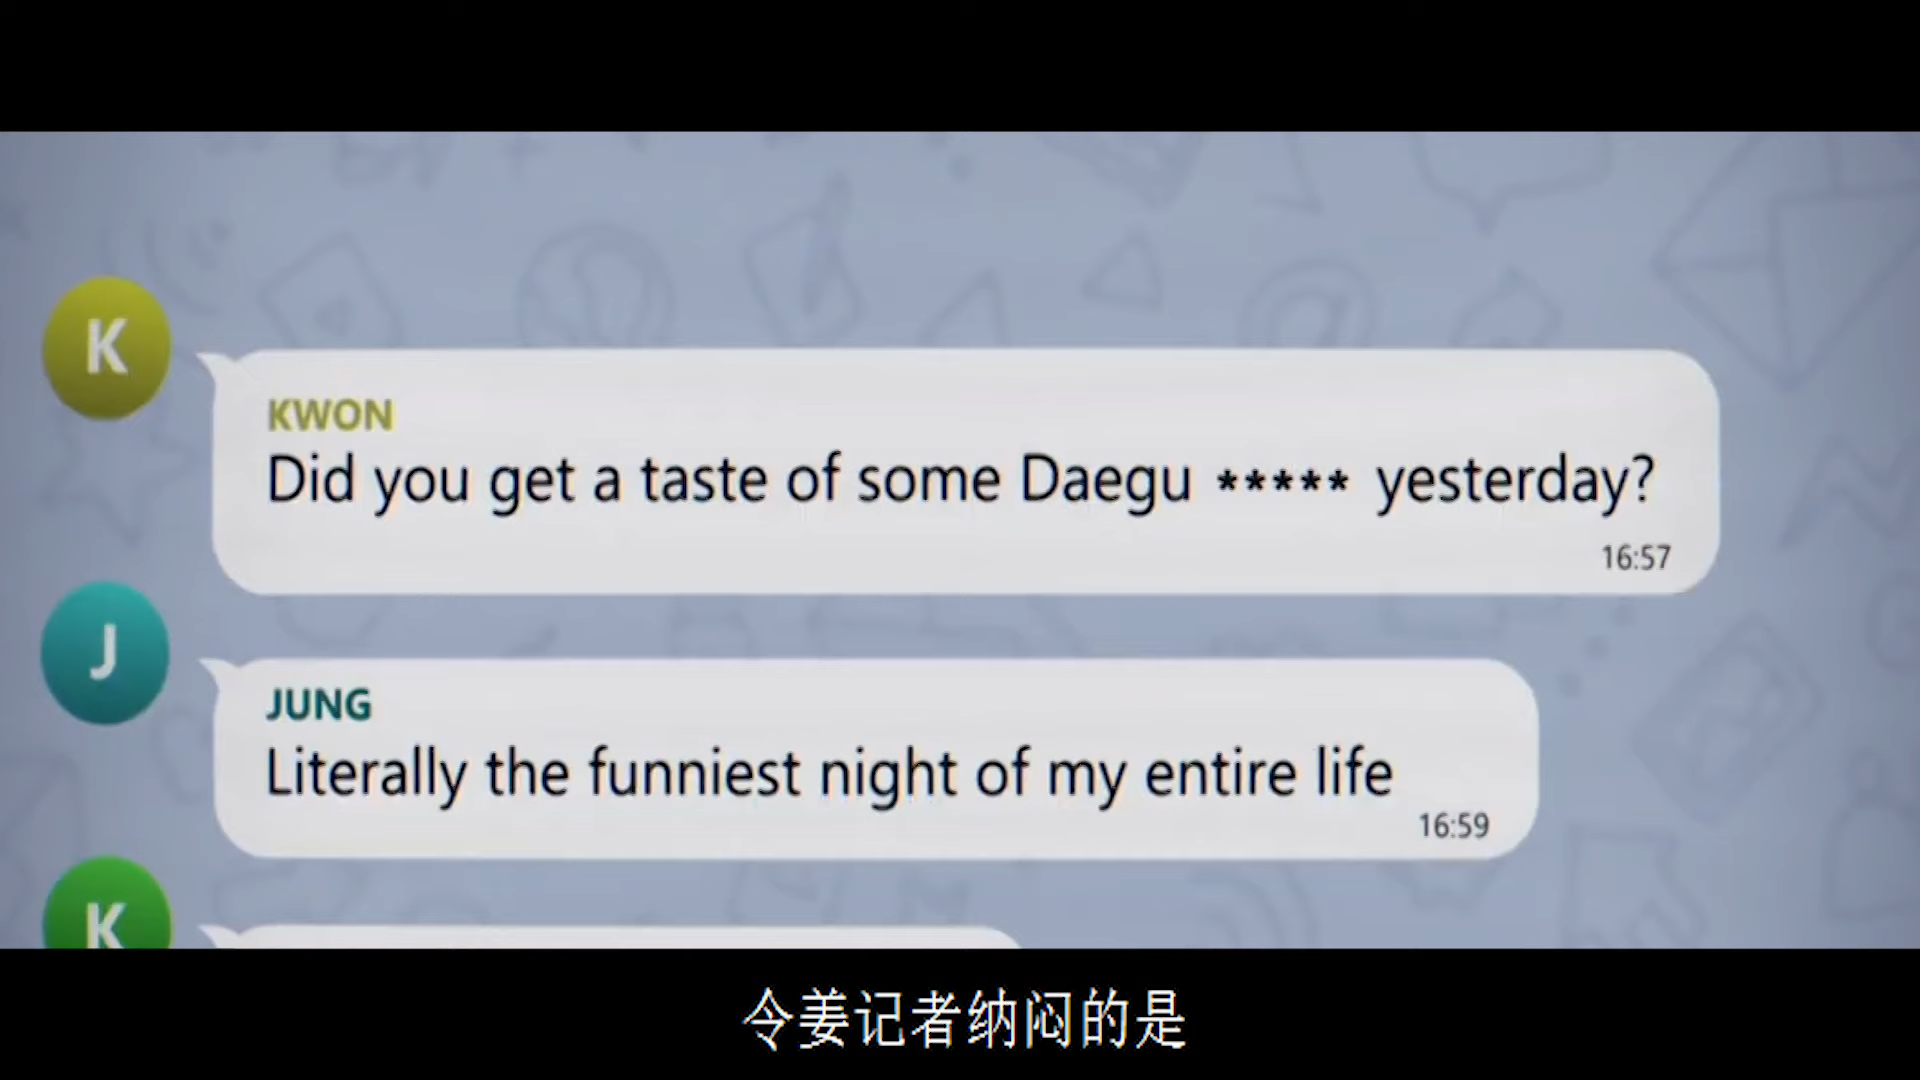 K
KWON
Did you get a taste of some Daegu ***** yesterday?
16:57
J
JUNG
Literally the funniest night of my entire life
16:59
K
令姜记者纳闷的是